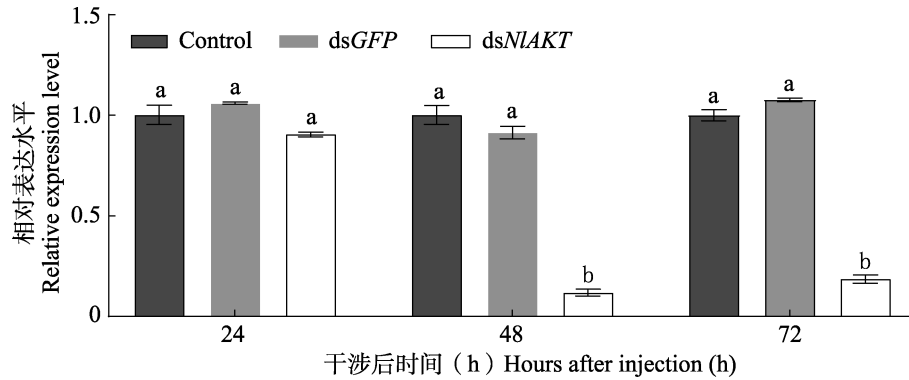 1.5
Control dsGFP dsNlAKT
a a a
a a
a a
1.0
0.5
b
b
0
24 48 72
相对表达水平
Relative expression level
干涉后时间（h）Hours after injection (h)